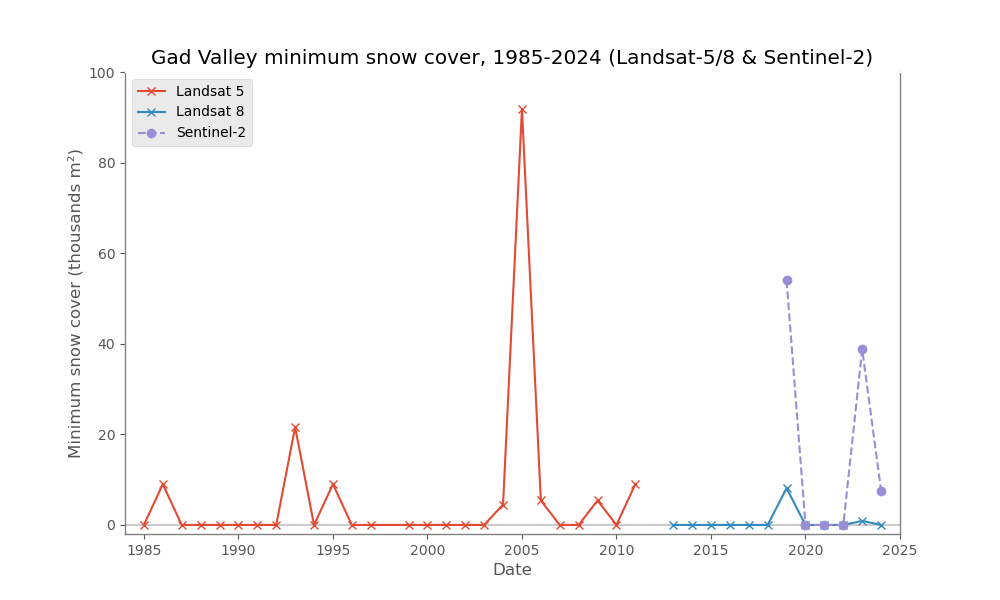 Gad Valley minimum snow cover, 1985-2024 (Landsat-5/8 & Sentinel-2)
Landsat 5
Landsat 8
Sentinel-2
Minimum snow cover (thousands m²)
100
80
60
40
20
0
1985 1990 1995 2000 2005 2010 2015 2020 2025
Date